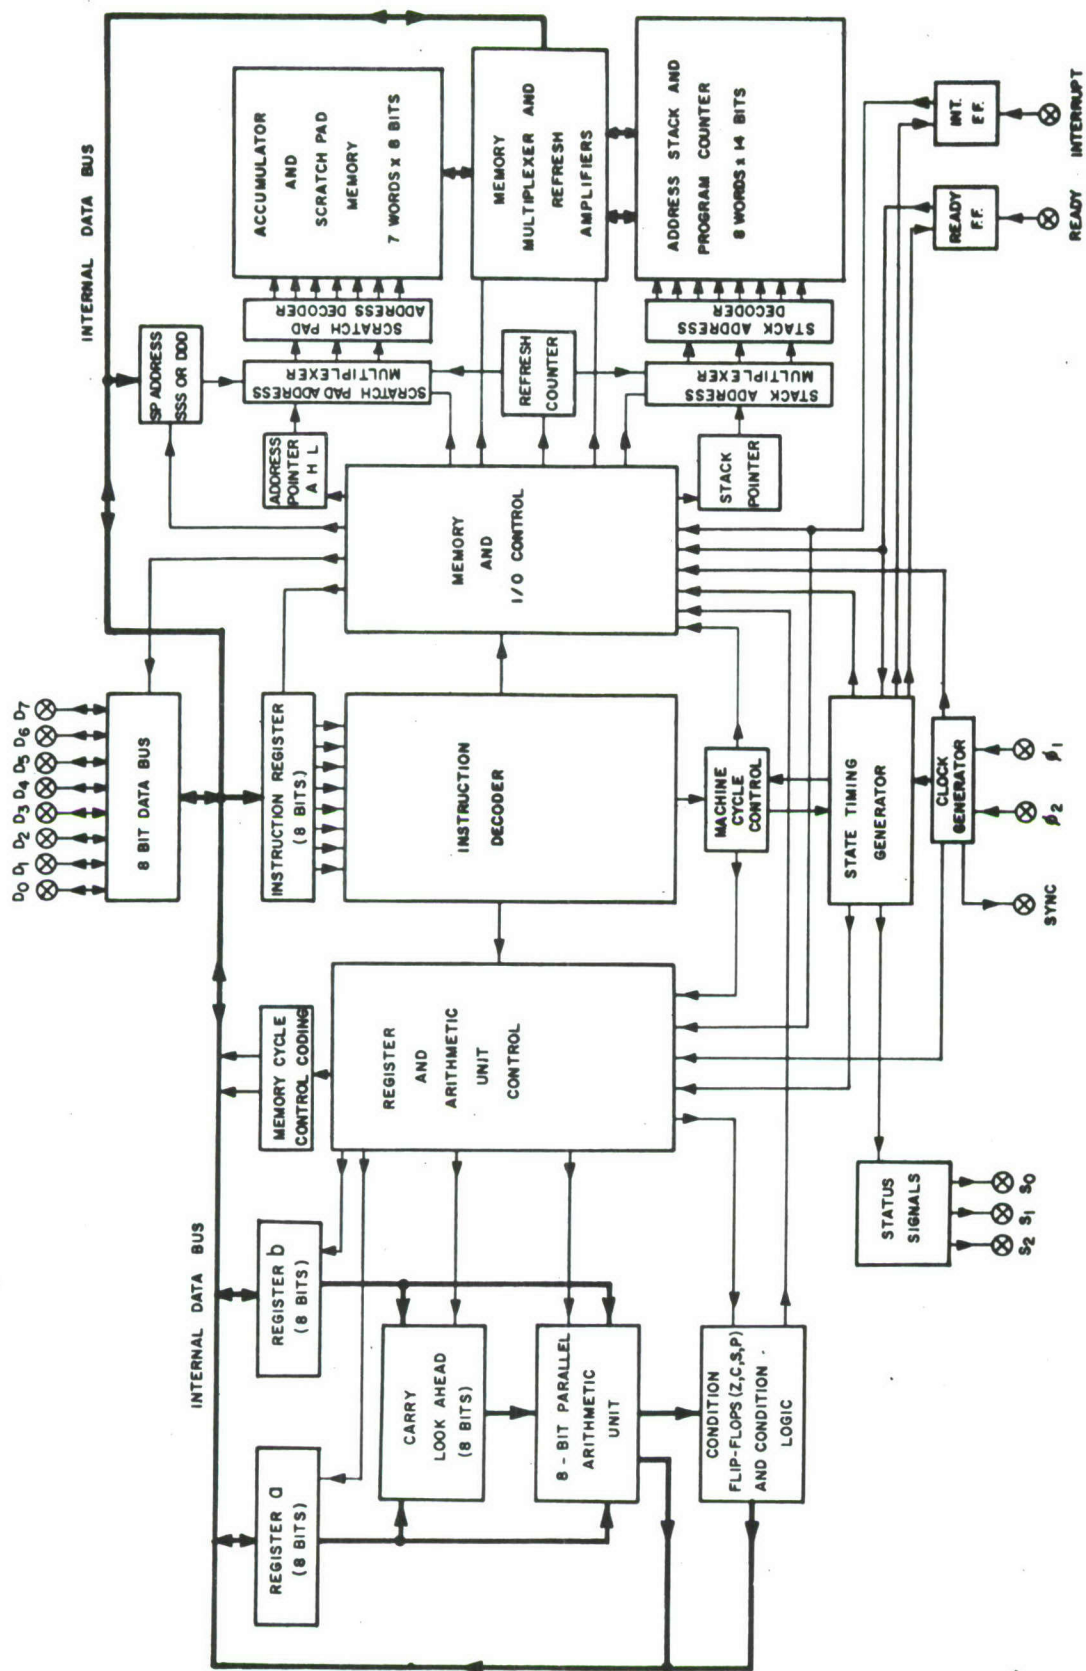 INTERNAL DATA BUS
INTERNAL DATA BUS
D0 D1 D2 D3 D4 D5 D6 D7
8 BIT DATA BUS
REGISTER a
(8 BITS)
REGISTER b
(8 BITS)
MEMORY CYCLE
CONTROL CODING
INSTRUCTION REGISTER
(8 BITS)
SP ADDRESS
SSS OR DDD
ADDRESS
POINTER
A H L
SCRATCH PAD ADDRESS
MULTIPLEXER
SCRATCH PAD
ADDRESS DECODER
ACCUMULATOR
AND
SCRATCH PAD
MEMORY
7 WORDS x 8 BITS
CARRY
LOOK AHEAD
(8 BITS)
REGISTER
AND
ARITHMETIC
UNIT
CONTROL
INSTRUCTION
DECODER
MEMORY
AND
I/O CONTROL
REFRESH
COUNTER
MEMORY
MULTIPLEXER AND
REFRESH
AMPLIFIERS
8-BIT PARALLEL
ARITHMETIC
UNIT
STACK
POINTER
STACK ADDRESS
MULTIPLEXER
STACK ADDRESS
DECODER
ADDRESS STACK AND
PROGRAM COUNTER
8 WORDS x 14 BITS
CONDITION
FLIP-FLOPS (Z,C,S,P)
AND CONDITION
LOGIC
MACHINE
CYCLE
CONTROL
STATE TIMING
GENERATOR
STATUS
SIGNALS
S2 S1 S0
CLOCK
GENERATOR
SYNC
ϕ2
ϕ1
READY
F.F.
INT.
F.F.
READY
INTERRUPT